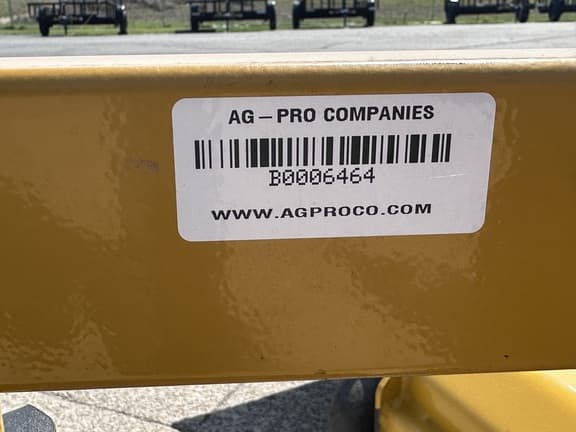 AG – PRO COMPANIES
B0006464
WWW.AGPROCO.COM